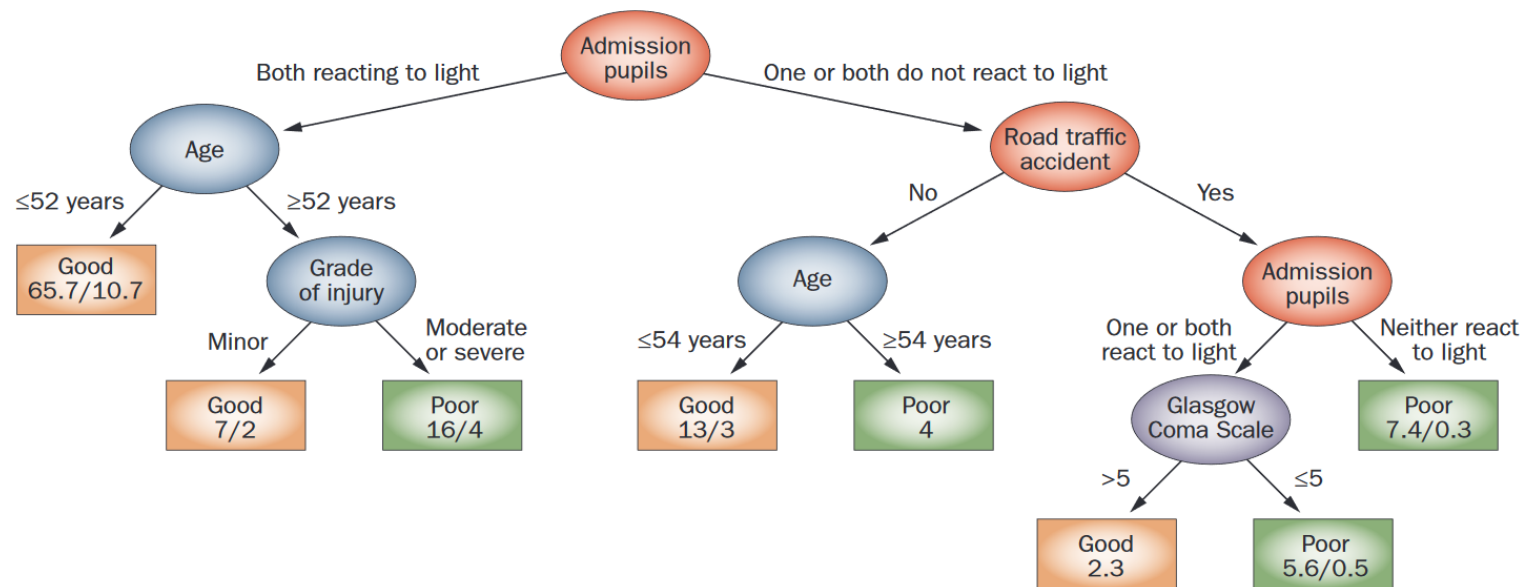 Admission
pupils
Both reacting to light
One or both do not react to light
Age
Road traffic
accident
≤52 years
≥52 years
No
Yes
Good
65.7/10.7
Grade
of injury
Age
Admission
pupils
Minor
Moderate
or severe
≤54 years
≥54 years
One or both
react to light
Neither react
to light
Good
7/2
Poor
16/4
Good
13/3
Poor
4
Glasgow
Coma Scale
Poor
7.4/0.3
>5
≤5
Good
2.3
Poor
5.6/0.5